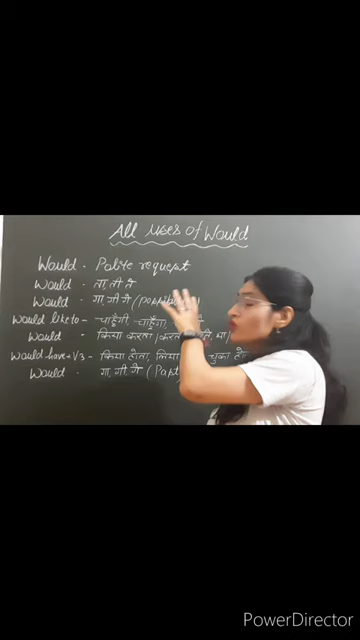 All uses of Would
Would - Polite request
Would - ता, ती, ते
Would - गा, गी, गे (
Would like to - चाहूँगी, चाहूँगा,
Would - किया करता / करते थे, था /
Would have + V3 - किया होता, लिया चुका हो
Would - गा, गी, गे (Past
PowerDirector